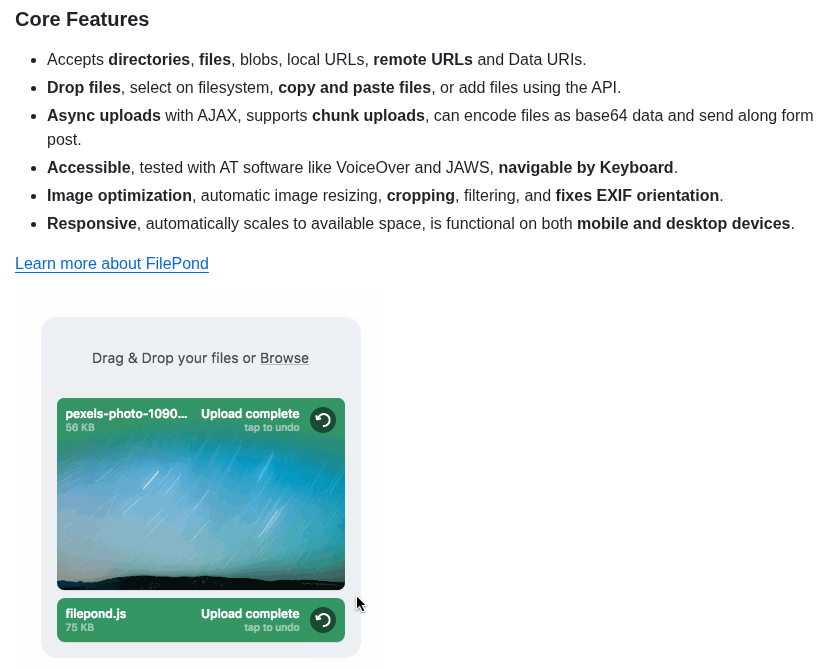 Core Features
Accepts directories, files, blobs, local URLs, remote URLs and Data URIs.
Drop files, select on filesystem, copy and paste files, or add files using the API.
Async uploads with AJAX, supports chunk uploads, can encode files as base64 data and send along form
post.
Accessible, tested with AT software like VoiceOver and JAWS, navigable by Keyboard.
Image optimization, automatic image resizing, cropping, filtering, and fixes EXIF orientation.
Responsive, automatically scales to available space, is functional on both mobile and desktop devices.
Learn more about FilePond
Drag & Drop your files or Browse
pexels-photo-1090... Upload complete
56 KB tap to undo
filepond.js Upload complete
75 KB tap to undo